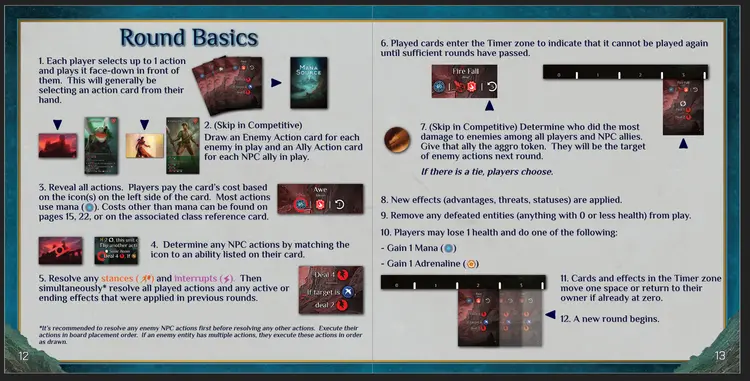 Round Basics
1. Each player selects up to 1 action
and plays it face-down in front of
them. This will generally be
selecting an action card from their
hand.
MANA
SOURCE
2. (Skip in Competitive)
Draw an Enemy Action card for each
enemy in play and an Ally Action card
for each NPC ally in play.
3. Reveal all actions. Players pay the card's cost based
on the icon(s) on the left side of the card. Most actions
use mana ( ). Costs other than mana can be found on
pages 15, 22, or on the associated class reference card.
Awe
4. Determine any NPC actions by matching the
icon to an ability listed on their card.
5. Resolve any stances ( ) and interrupts ( ). Then
simultaneously* resolve all played actions and any active or
ending effects that were applied in previous rounds.
Deal 4
If target is
deal 2
*It's recommended to resolve any enemy NPC actions first before resolving any other actions. Execute their
actions in board placement order. If an enemy entity has multiple actions, they execute these actions in order
as drawn.
12
6. Played cards enter the Timer zone to indicate that it cannot be played again
until sufficient rounds have passed.
Fire Fall
7. (Skip in Competitive) Determine who did the most
damage to enemies among all players and NPC allies.
Give that ally the aggro token. They will be the target
of enemy actions next round.
If there is a tie, players choose.
8. New effects (advantages, threats, statuses) are applied.
9. Remove any defeated entities (anything with 0 or less health) from play.
10. Players may lose 1 health and do one of the following:
- Gain 1 Mana ( )
- Gain 1 Adrenaline ( )
11. Cards and effects in the Timer zone
move one space or return to their
owner if already at zero.
12. A new round begins.
13